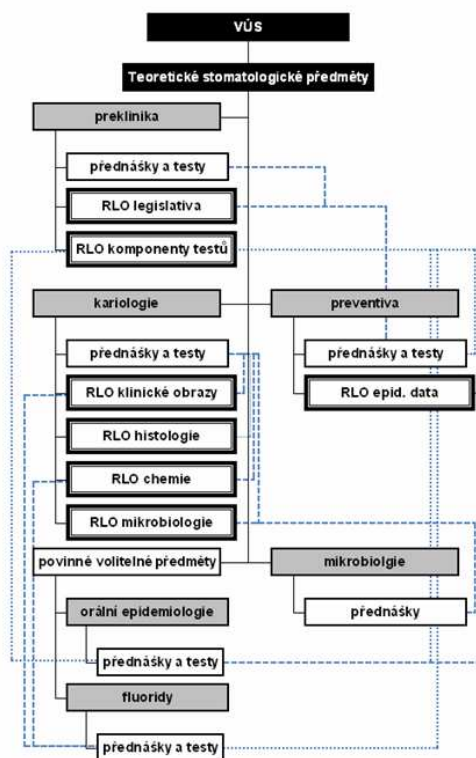 VÚS
Teoretické stomatologické předměty
preklinika
přednášky a testy
RLO legislativa
RLO komponenty testů
kariologie
preventiva
přednášky a testy
přednášky a testy
RLO klinické obrazy
RLO epid. data
RLO histologie
RLO chemie
RLO mikrobiologie
povinné volitelné předměty
mikrobiolgie
orální epidemiologie
přednášky
přednášky a testy
fluoridy
přednášky a testy